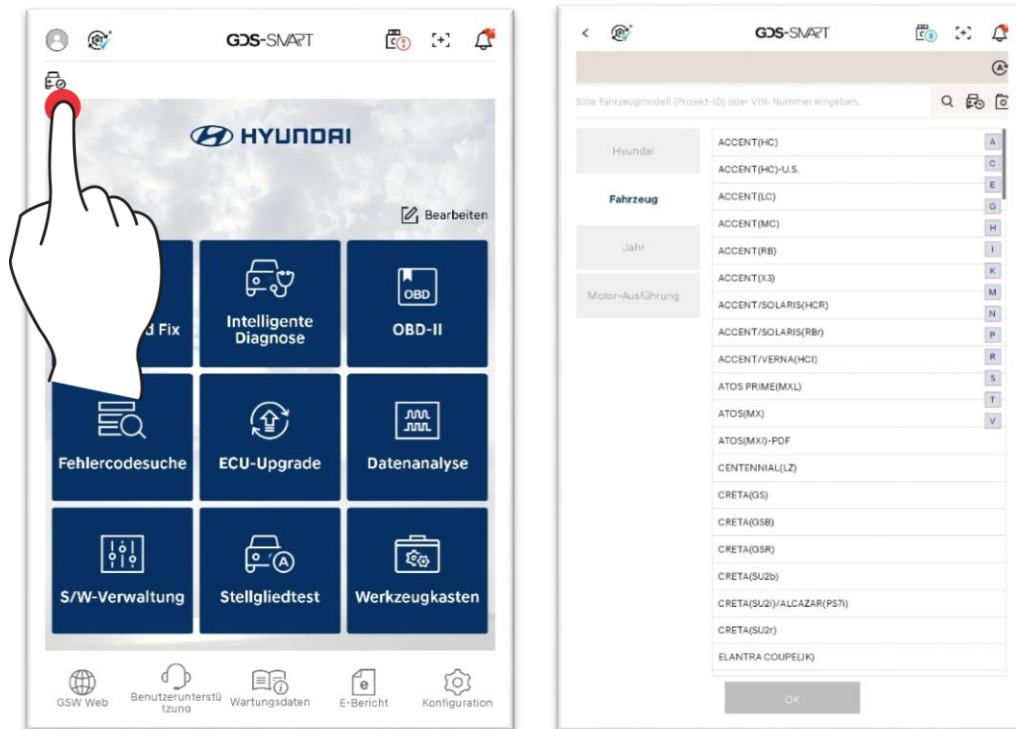 GDS-SMART
HYUNDAI
Bearbeiten
d Fix
Intelligente
Diagnose
OBD
OBD-II
Fehlercodesuche
ECU-Upgrade
Datenanalyse
S/W-Verwaltung
Stellgliedtest
Werkzeugkasten
GSW Web
Benutzerunterstü
tzung
Wartungsdaten
E-Bericht
Konfiguration
GDS-SMART
Bitte Fahrzeugmodell (Projekt-ID) oder VIN-Nummer eingeben.
Hyundai
Fahrzeug
Jahr
Motor-Ausführung
ACCENT(HC)
ACCENT(HC)-U.S.
ACCENT(LC)
ACCENT(MC)
ACCENT(RB)
ACCENT(X3)
ACCENT/SOLARIS(HCR)
ACCENT/SOLARIS(RBr)
ACCENT/VERNA(HCI)
ATOS PRIME(MXL)
ATOS(MX)
ATOS(MXI)-PDF
CENTENNIAL(LZ)
CRETA(GS)
CRETA(GSB)
CRETA(GSR)
CRETA(SU2b)
CRETA(SU2i)/ALCAZAR(PS7i)
CRETA(SU2r)
ELANTRA COUPE(JK)
A
C
E
G
H
I
K
M
N
P
R
S
T
V
OK